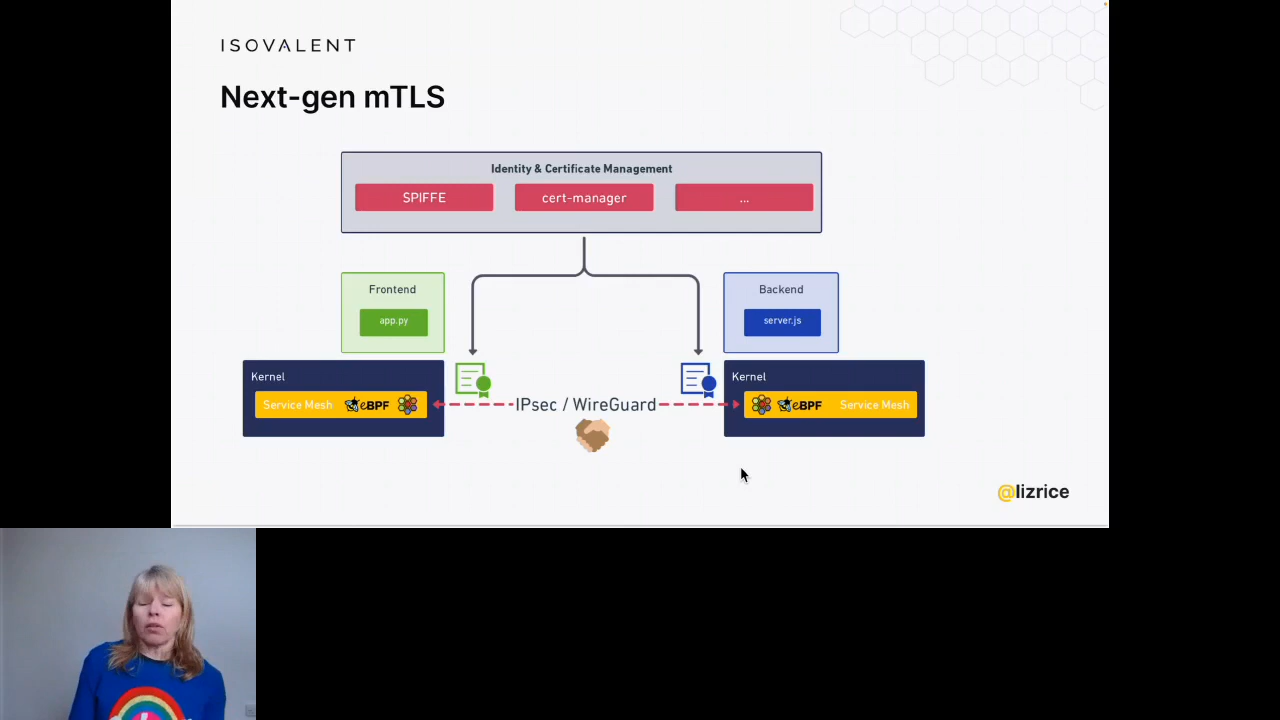 ISOVALENT
Next-gen mTLS
Identity & Certificate Management
SPIFFE
cert-manager
...
Frontend
app.py
Backend
server.js
Kernel
Service Mesh eBPF
IPsec / WireGuard
Kernel
eBPF Service Mesh
@lizrice